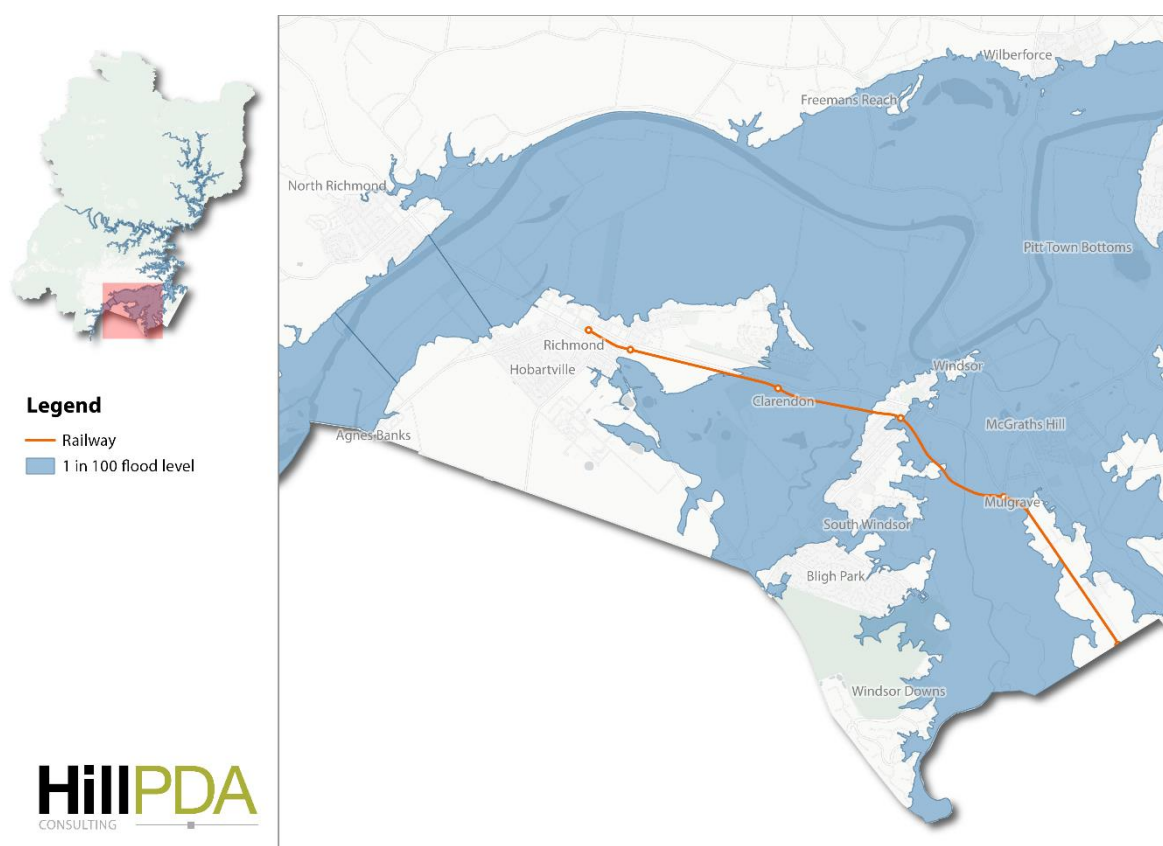 Legend
Railway
1 in 100 flood level
HillPDA
CONSULTING
Wilberforce
Freemans Reach
North Richmond
Pitt Town Bottoms
Richmond
Hobartville
Windsor
Clarendon
McGraths Hill
Agnes Banks
Mulgrave
South Windsor
Bligh Park
Windsor Downs